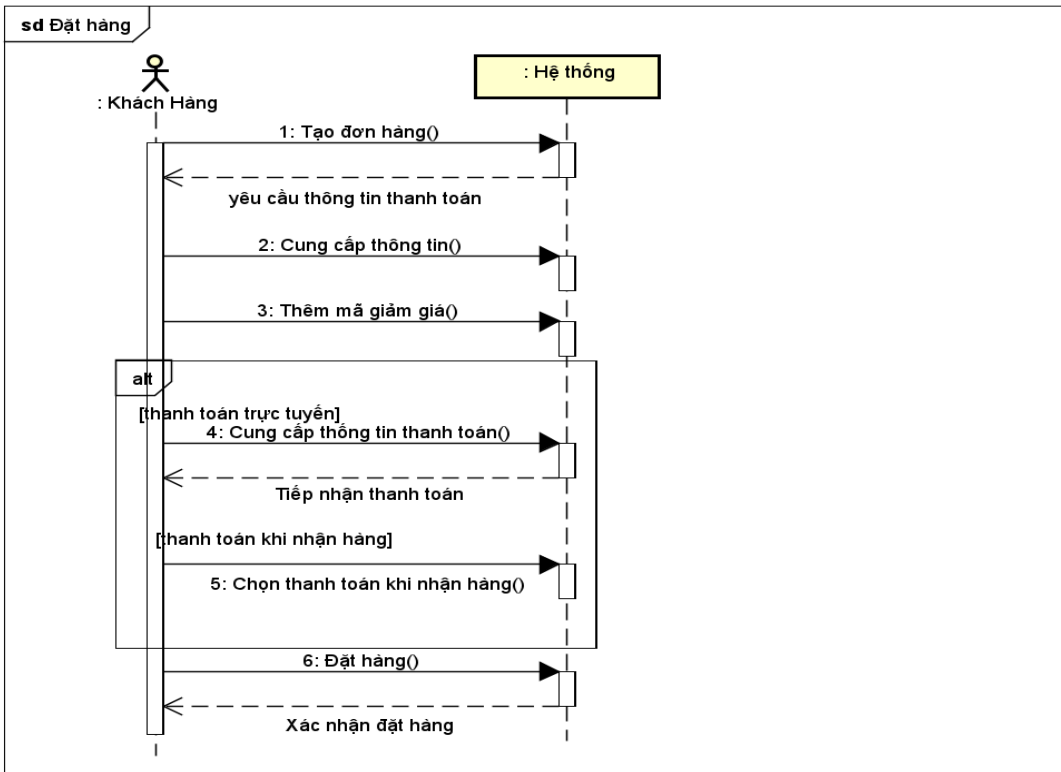 sd Đặt hàng
: Khách Hàng
: Hệ thống
1: Tạo đơn hàng()
yêu cầu thông tin thanh toán
2: Cung cấp thông tin()
3: Thêm mã giảm giá()
alt
[thanh toán trực tuyến]
4: Cung cấp thông tin thanh toán()
Tiếp nhận thanh toán
[thanh toán khi nhận hàng]
5: Chọn thanh toán khi nhận hàng()
6: Đặt hàng()
Xác nhận đặt hàng